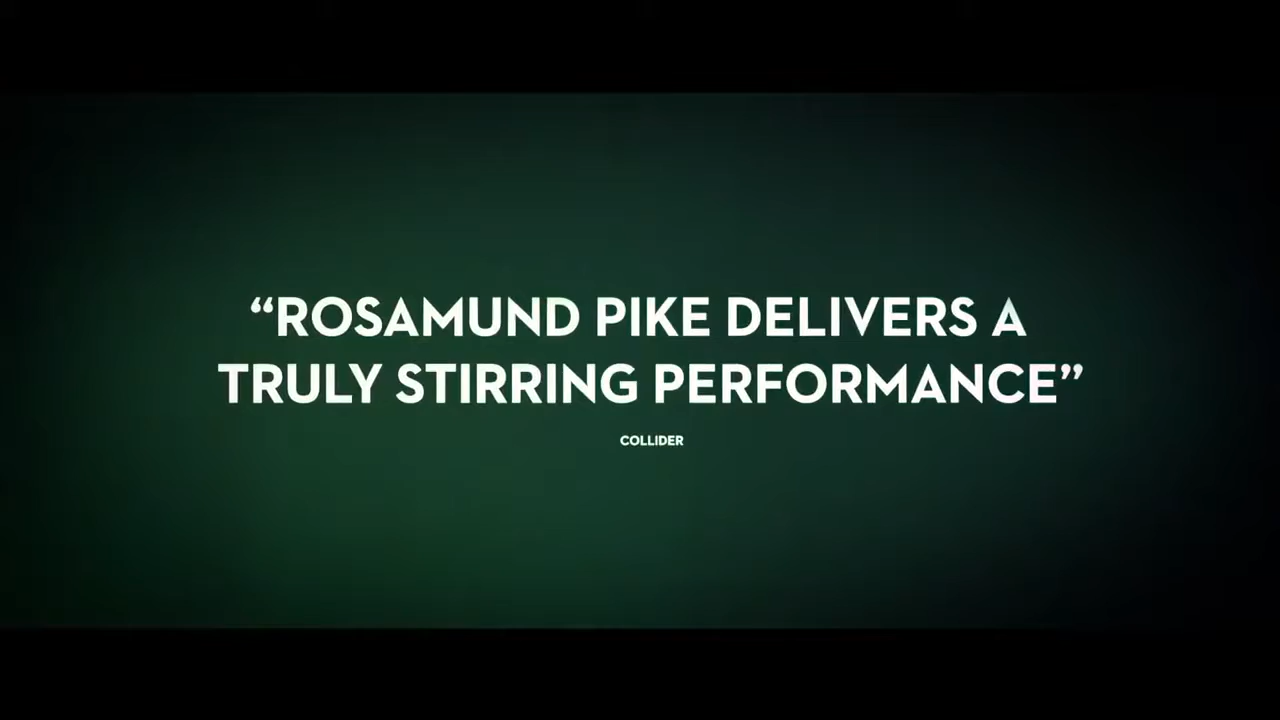 “ROSAMUND PIKE DELIVERS A
TRULY STIRRING PERFORMANCE”
COLLIDER